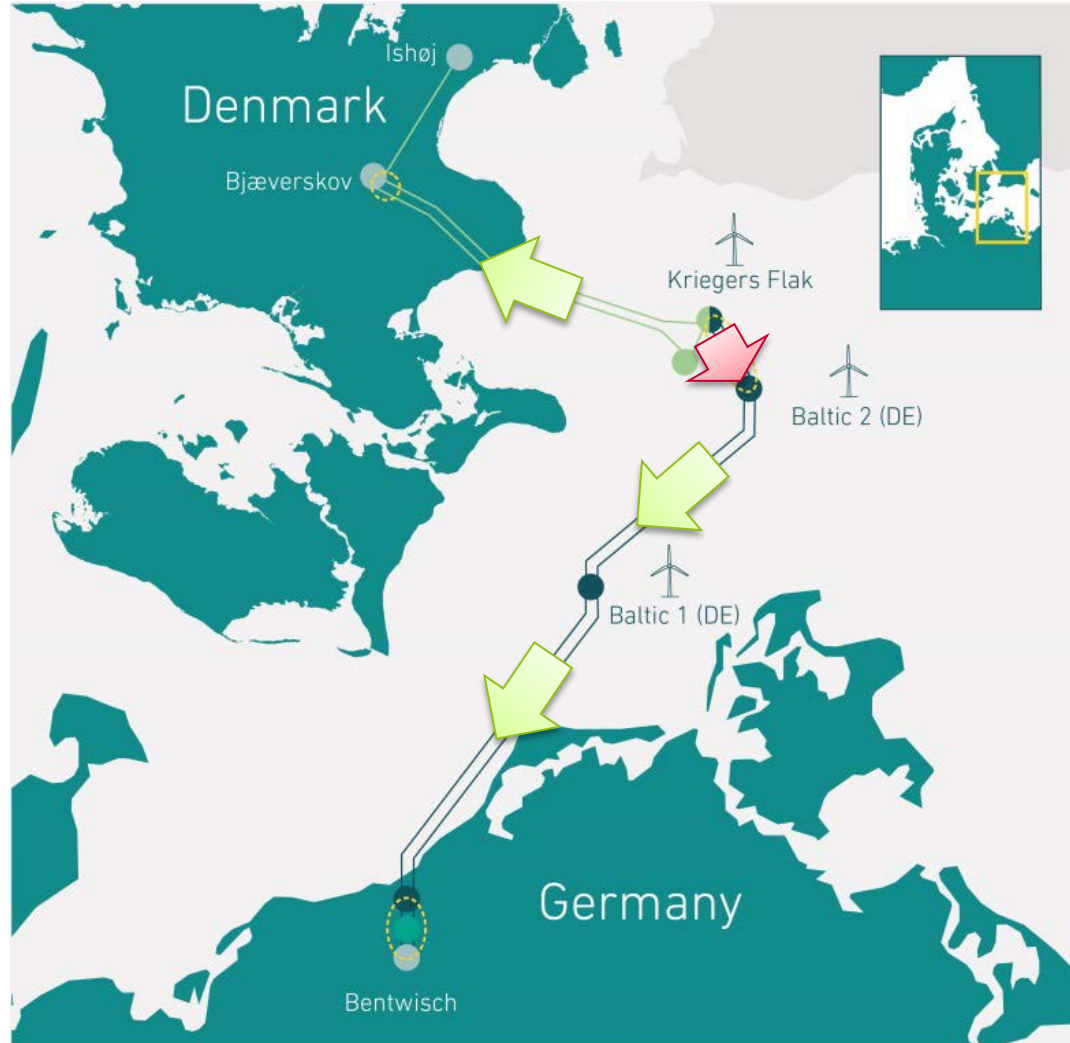 Ishøj
Denmark
Bjæverskov
Kriegers Flak
Baltic 2 (DE)
Baltic 1 (DE)
Germany
Bentwisch